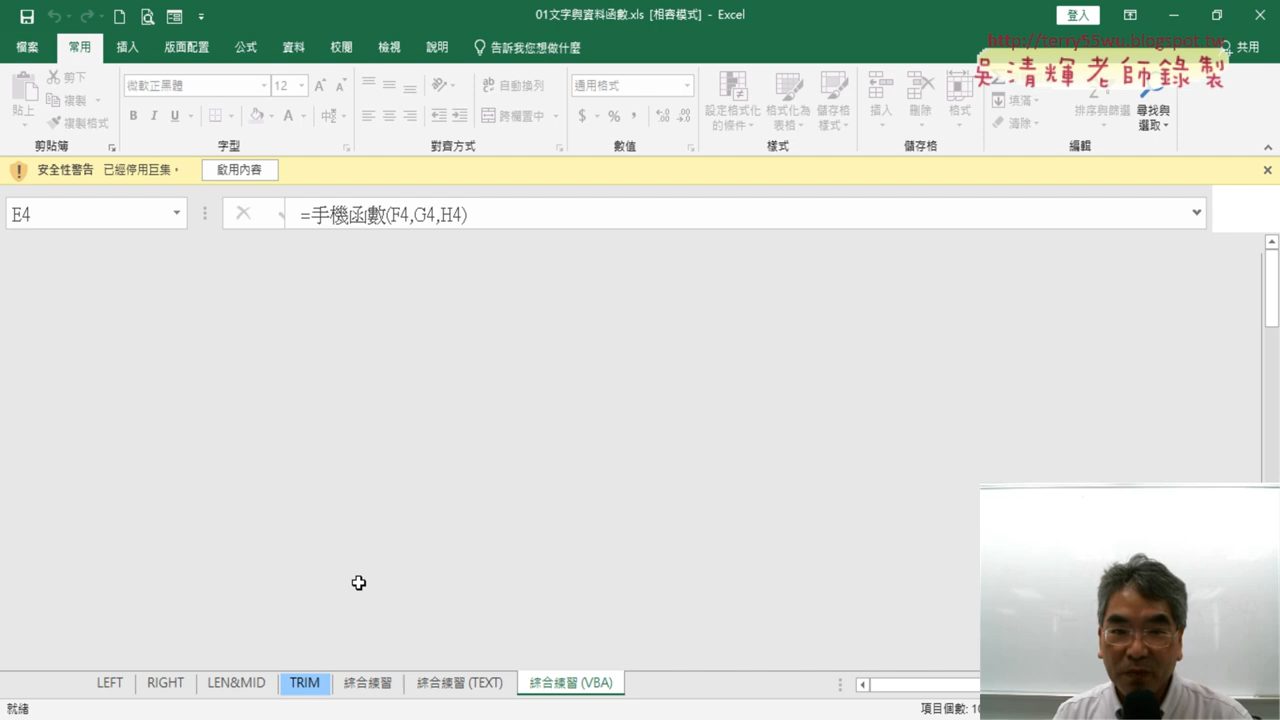 01文字與資料函數.xls [相容模式] - Excel
登入
檔案 常用 插入 版面配置 公式 資料 校閱 檢視 說明 告訴我您想做什麼 共用
http://terry55wu.blogspot.tw
吳清輝老師錄製
貼上 剪下 複製 複製格式
剪貼簿
微軟正黑體 12
B I U A 中
字型
自動換列
跨欄置中
對齊方式
通用格式
$ % ,
數值
設定格式化的條件 格式化為表格 儲存格樣式
樣式
插入 刪除 格式
儲存格
填滿
清除
排序與篩選 尋找與選取
編輯
安全性警告 已經停用巨集。 啟用內容
E4 =手機函數(F4,G4,H4)
LEFT RIGHT LEN&MID TRIM 綜合練習 綜合練習 (TEXT) 綜合練習 (VBA)
就緒 項目個數: